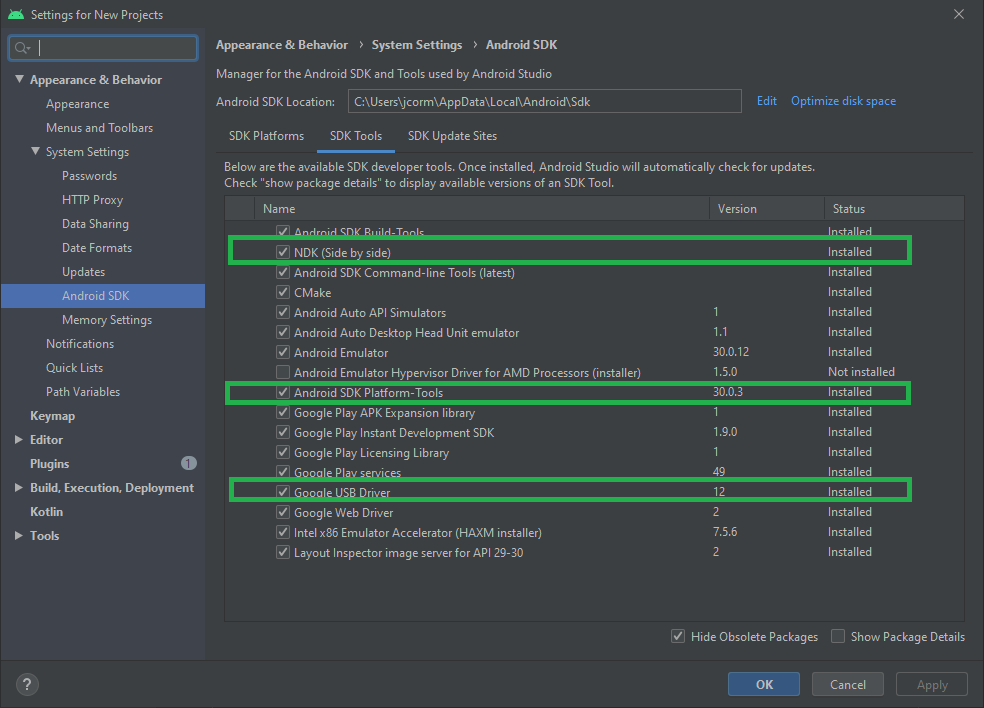 Settings for New Projects
Appearance & Behavior
Appearance
Menus and Toolbars
System Settings
Passwords
HTTP Proxy
Data Sharing
Date Formats
Updates
Android SDK
Memory Settings
Notifications
Quick Lists
Path Variables
Keymap
Editor
Plugins 1
Build, Execution, Deployment
Kotlin
Tools
Appearance & Behavior › System Settings › Android SDK
Manager for the Android SDK and Tools used by Android Studio
Android SDK Location: C:\Users\jcorm\AppData\Local\Android\Sdk Edit Optimize disk space
SDK Platforms SDK Tools SDK Update Sites
Below are the available SDK developer tools. Once installed, Android Studio will automatically check for updates.
Check "show package details" to display available versions of an SDK Tool.
Name Version Status
Android SDK Build-Tools Installed
NDK (Side by side) Installed
Android SDK Command-line Tools (latest) Installed
CMake Installed
Android Auto API Simulators 1 Installed
Android Auto Desktop Head Unit emulator 1.1 Installed
Android Emulator 30.0.12 Installed
Android Emulator Hypervisor Driver for AMD Processors (installer) 1.5.0 Not installed
Android SDK Platform-Tools 30.0.3 Installed
Google Play APK Expansion library 1 Installed
Google Play Instant Development SDK 1.9.0 Installed
Google Play Licensing Library 1 Installed
Google Play services 49 Installed
Google USB Driver 12 Installed
Google Web Driver 2 Installed
Intel x86 Emulator Accelerator (HAXM installer) 7.5.6 Installed
Layout Inspector image server for API 29-30 2 Installed
Hide Obsolete Packages Show Package Details
? OK Cancel Apply